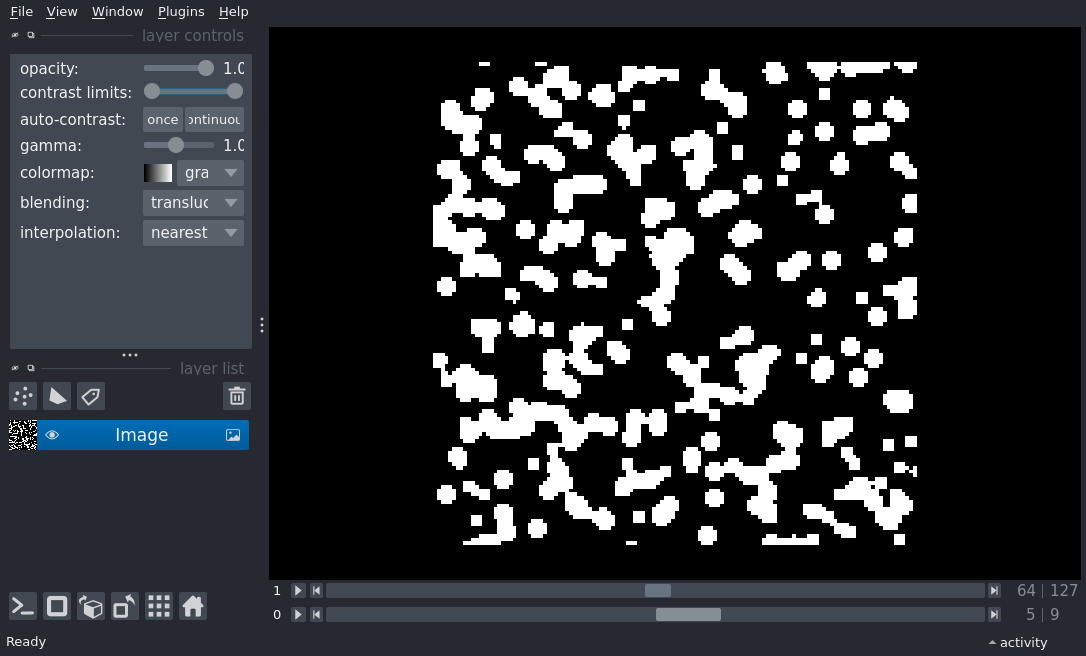 File View Window Plugins Help
layer controls
opacity: 1.0
contrast limits:
auto-contrast: once ontinuou
gamma: 1.0
colormap: gra
blending: transluc
interpolation: nearest
layer list
Image
1 64 | 127
0 5 | 9
Ready activity